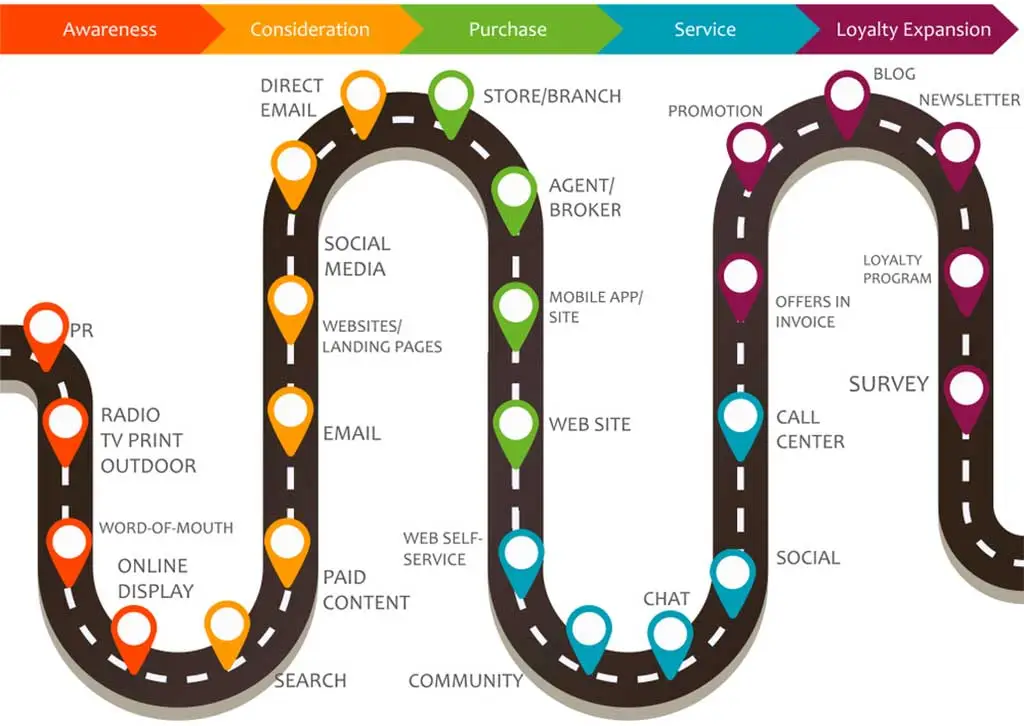 Awareness
Consideration
Purchase
Service
Loyalty Expansion
PR
RADIO
TV PRINT
OUTDOOR
WORD-OF-MOUTH
ONLINE
DISPLAY
SEARCH
PAID
CONTENT
EMAIL
WEBSITES/
LANDING PAGES
SOCIAL
MEDIA
DIRECT
EMAIL
STORE/BRANCH
AGENT/
BROKER
MOBILE APP/
SITE
WEB SITE
WEB SELF-
SERVICE
COMMUNITY
CHAT
SOCIAL
CALL
CENTER
OFFERS IN
INVOICE
PROMOTION
BLOG
NEWSLETTER
LOYALTY
PROGRAM
SURVEY